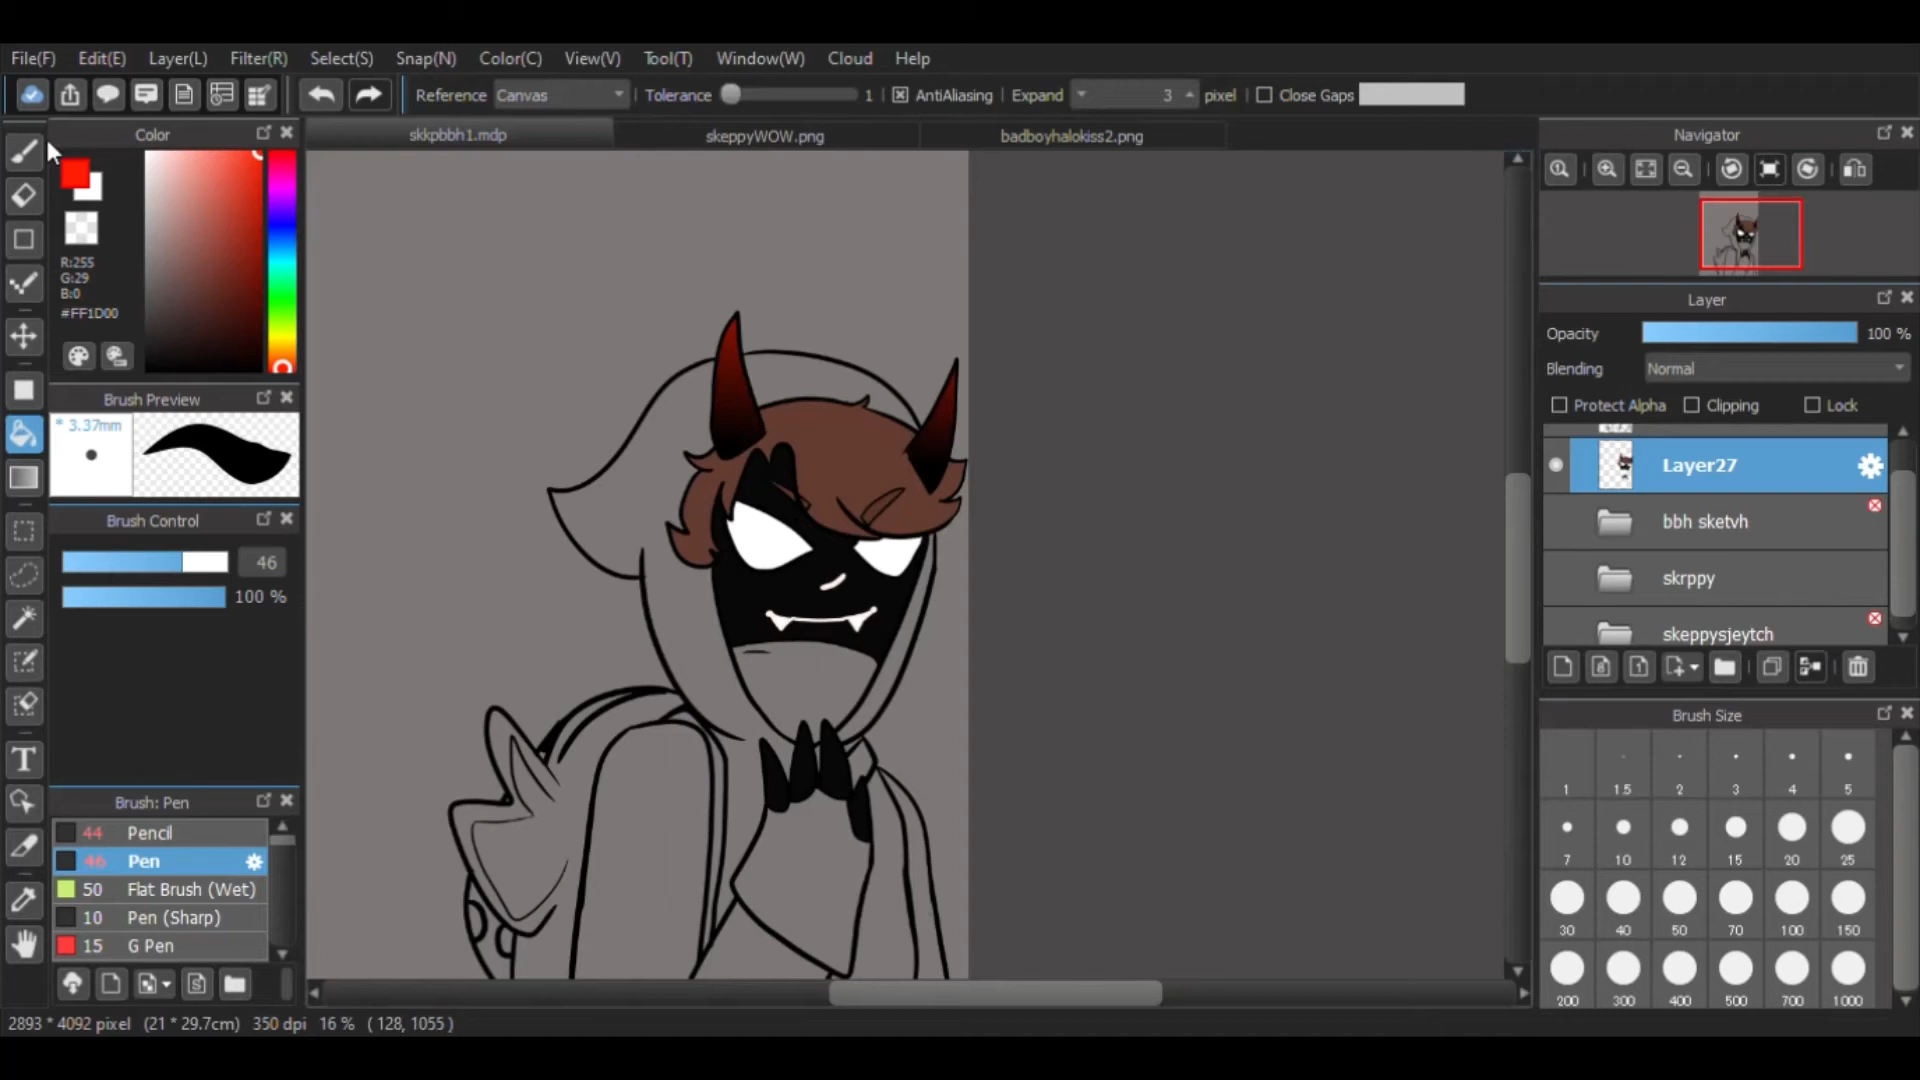 File(F) Edit(E) Layer(L) Filter(R) Select(S) Snap(N) Color(C) View(V) Tool(T) Window(W) Cloud Help
Reference Canvas Tolerance 1 AntiAliasing Expand 3 pixel Close Gaps
Color
skkpbbh1.mdp skeppyWOW.png badboyhalokiss2.png
Navigator
R:255
G:29
B:0
#FF1D00
Layer
Opacity 100 %
Blending Normal
Protect Alpha Clipping Lock
Brush Preview
* 3.37mm
Layer27
bbh sketvh
skrppy
skeppysjeytch
Brush Control
46
100 %
Brush Size
1 1.5 2 3 4 5
7 10 12 15 20 25
30 40 50 70 100 150
200 300 400 500 700 1000
Brush: Pen
44 Pencil
46 Pen
50 Flat Brush (Wet)
10 Pen (Sharp)
15 G Pen
2893 * 4092 pixel (21 * 29.7cm) 350 dpi 16 % ( 128, 1055 )